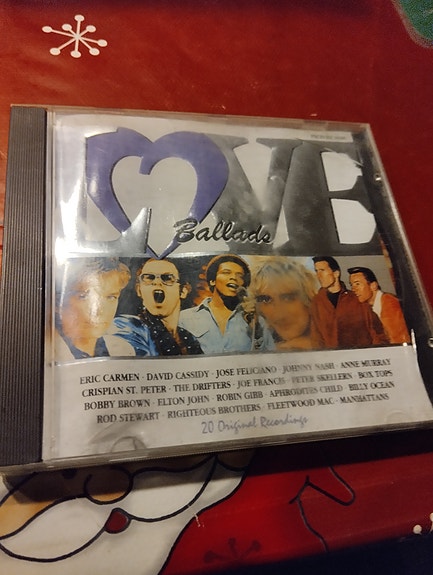 LOVE
Ballads
ERIC CARMEN · DAVID CASSIDY · JOSE FELICIANO · JOHNNY NASH · ANNE MURRAY
CRISPIAN ST. PETER · THE DRIFTERS · JOE FRANCIS · PETER SKELLERN · BOX TOPS
BOBBY BROWN · ELTON JOHN · ROBIN GIBB · APHRODITES CHILD · BILLY OCEAN
ROD STEWART · RIGHTEOUS BROTHERS · FLEETWOOD MAC · MANHATTANS
20 Original Recordings